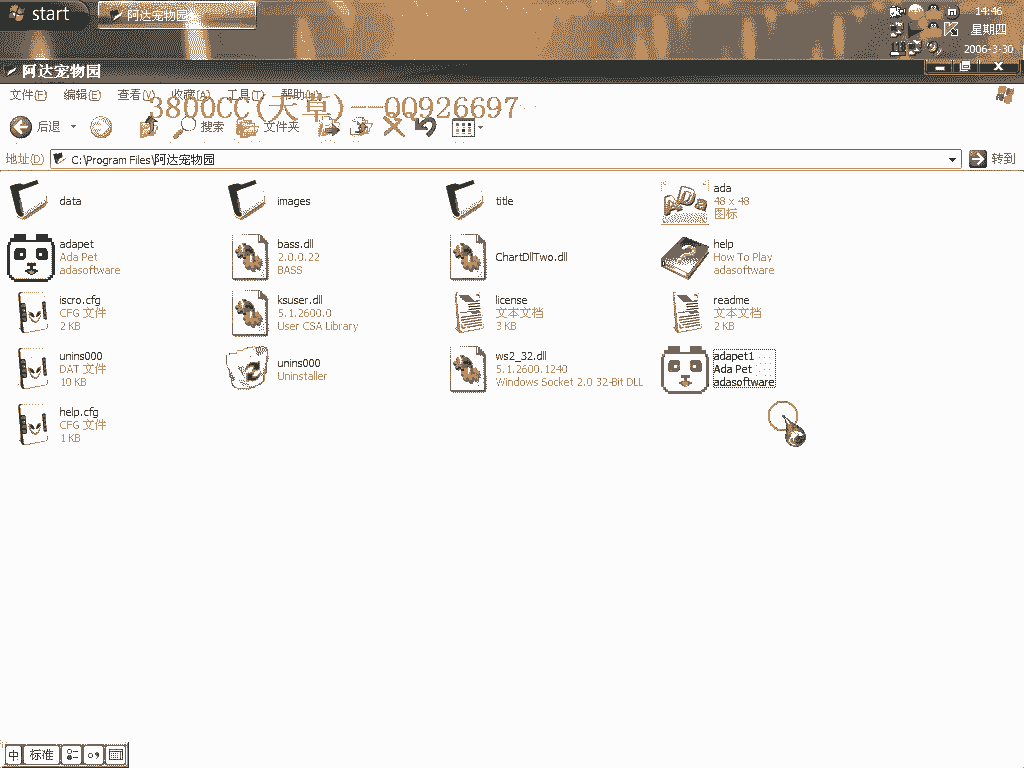 start
阿达宠物园
14:46
星期四
2006-3-30
阿达宠物园
文件(F) 编辑(E) 查看(V) 收藏(A) 工具(T) 帮助(H)
3800CC(天草)——QQ926697
后退 搜索 文件夹
地址(D) C:\Program Files\阿达宠物园 转到
data
images
title
ada
48 x 48
图标
adapet
Ada Pet
adasoftware
bass.dll
2.0.0.22
BASS
ChartDllTwo.dll
help
How To Play
adasoftware
iscro.cfg
CFG 文件
2 KB
ksuser.dll
5.1.2600.0
User CSA Library
license
文本文档
3 KB
readme
文本文档
2 KB
unins000
DAT 文件
10 KB
unins000
Uninstaller
ws2_32.dll
5.1.2600.1240
Windows Socket 2.0 32-Bit DLL
adapet1
Ada Pet
adasoftware
help.cfg
CFG 文件
1 KB
中 标准